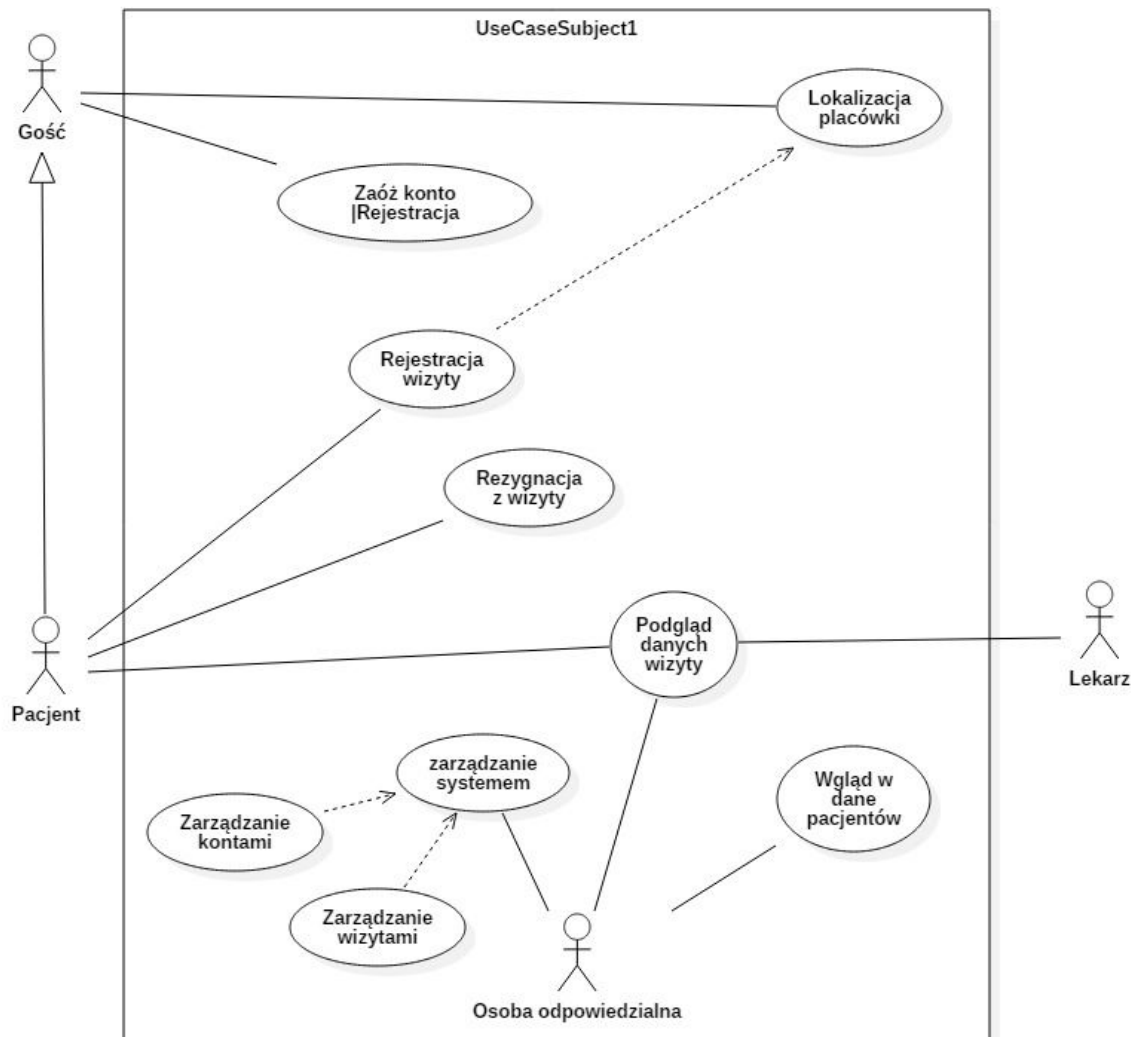 UseCaseSubject1
Gość
Lokalizacja
placówki
Zaóż konto
|Rejestracja
Rejestracja
wizyty
Rezygnacja
z wizyty
Podgląd
danych
wizyty
Lekarz
Pacjent
zarządzanie
systemem
Wgląd w
dane
pacjentów
Zarządzanie
kontami
Zarządzanie
wizytami
Osoba odpowiedzialna